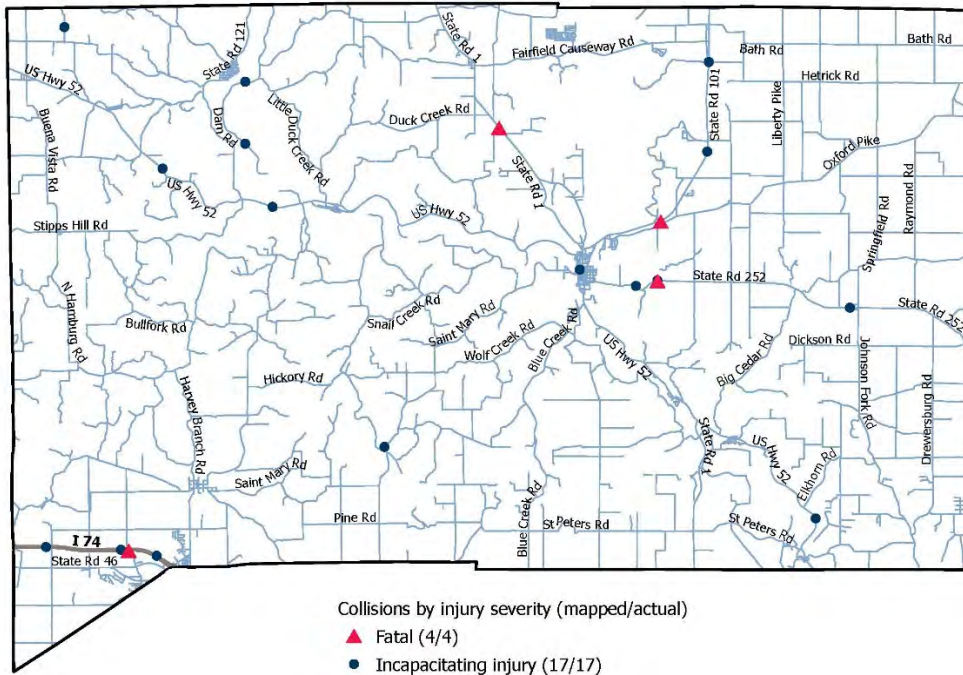 State Rd 121
State Rd 1
Fairfield Causeway Rd
Bath Rd
Bath Rd
US Hwy 52
Hetrick Rd
Buena Vista Rd
Dam Rd
Little Duck Creek Rd
Duck Creek Rd
State Rd 101
Liberty Pike
Oxford Pike
US Hwy 52
State Rd 1
US Hwy 52
Springfield Rd
Raymond Rd
Stipps Hill Rd
State Rd 252
N Hamburg Rd
Bullfork Rd
Snail Creek Rd
Saint Mary Rd
Wolf Creek Rd
Blue Creek Rd
US Hwy 52
Big Cedar Rd
State Rd 252
Dickson Rd
Johnson Fork Rd
Drewersburg Rd
Hickory Rd
Harvey Branch Rd
State Rd 1
US Hwy 52
Elkhorn Rd
Saint Mary Rd
Blue Creek Rd
Pine Rd
St Peters Rd
St Peters Rd
I 74
State Rd 46
Collisions by injury severity (mapped/actual)
Fatal (4/4)
Incapacitating injury (17/17)